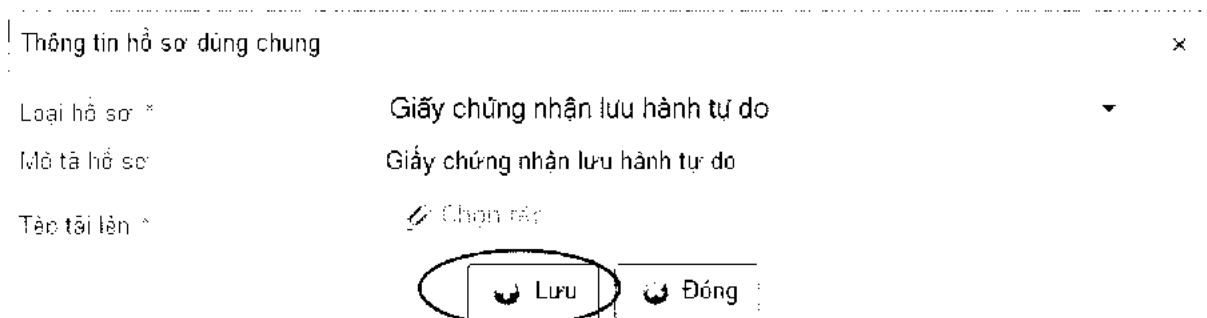 Thông tin hồ sơ dùng chung ×
Loại hồ sơ * Giấy chứng nhận lưu hành tự do
Mô tả hồ sơ Giấy chứng nhận lưu hành tự do
Tệp tải lên * Chọn tệp
Lưu Đóng